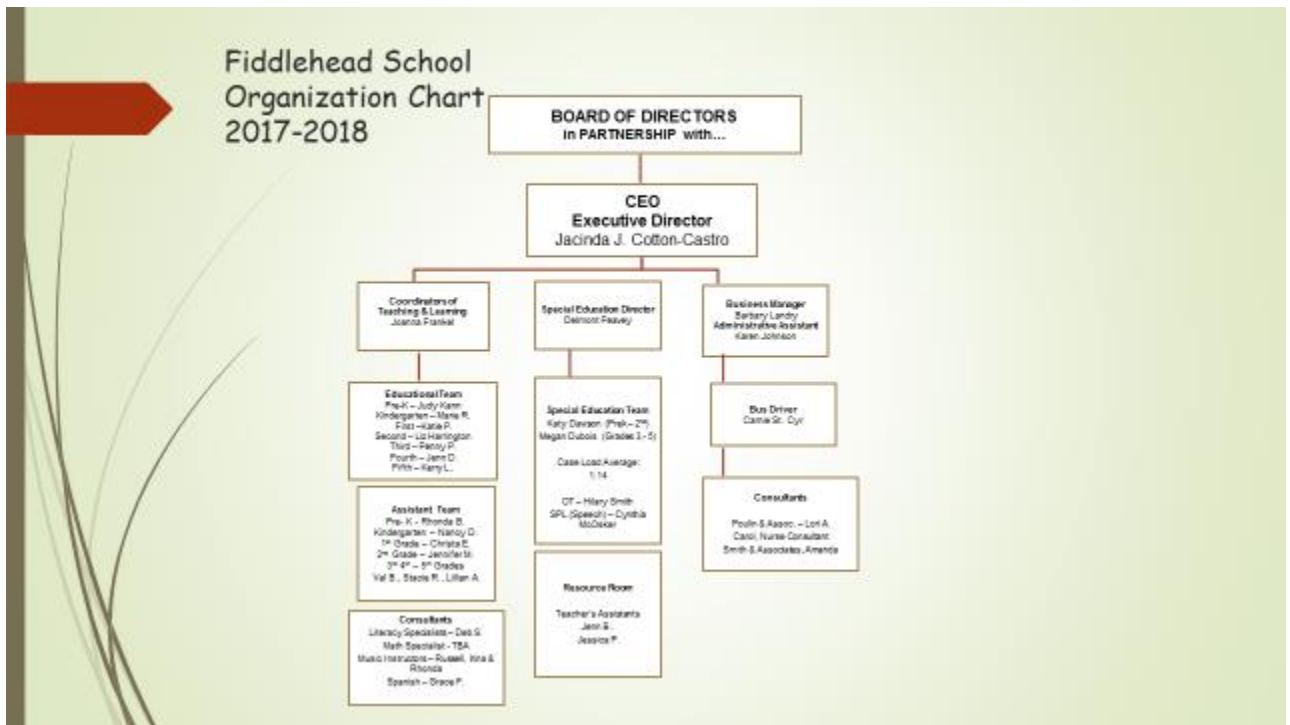 Fiddlehead School
Organization Chart
2017-2018
BOARD OF DIRECTORS
in PARTNERSHIP with...
CEO
Executive Director
Jacinda J. Cotton-Castro
Coordinators of
Teaching & Learning
Joanna Frankel
Educational Team
Pre-K – Judy Kann
Kindergarten – Marie R.
First – Katie P.
Second – Liz Harrington
Third – Penny P.
Fourth – Jenn D.
Fifth – Kerry L.
Assistant Team
Pre- K - Rhonda B.
Kindergarten – Nancy D.
1st Grade – Christa E.
2nd Grade – Jennifer M.
3rd 4th – 5th Grades
Val B., Stacie R., Lillian A.
Consultants
Literacy Specialists – Deb S.
Math Specialist - TBA
Music Instructors – Russell, &
Rhonda
Spanish – Grace P.
Special Education Director
Delmont Peavey
Special Education Team
Katy Dawson (PreK – 2nd)
Megan Dubois (Grades 3 - 5)
Case Load Average:
1:14
OT – Hilary Smith
SPL (Speech) – Cynthia
Resource Room
Teacher's Assistants
Jenn B.
Jessica P.
Business Manager
Landry
Administrative Assistant
Karen Johnson
Bus Driver
Carrie St. Cyr
Consultants
Poulin & Assoc. – Lori A.
Carol, Nurse Consultant
Smith & Associates, Amanda